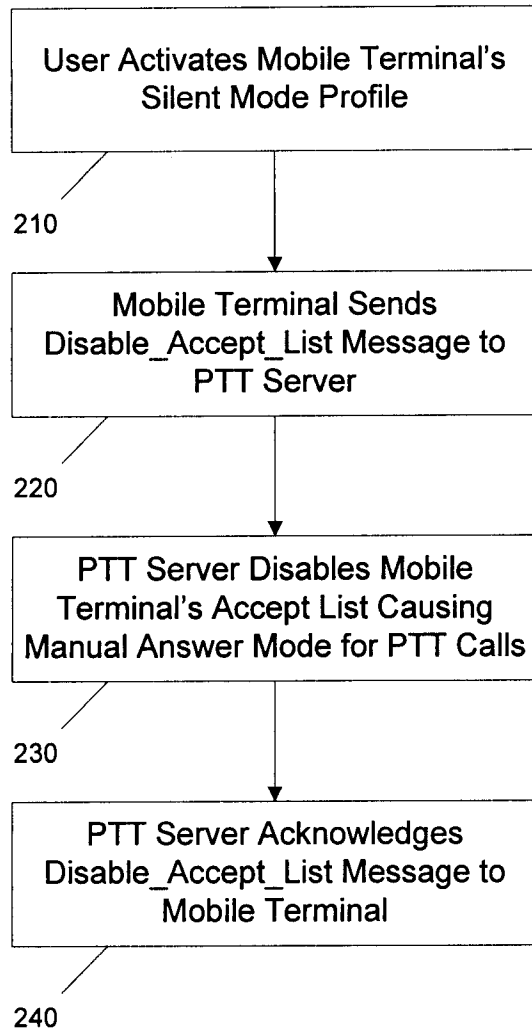 User Activates Mobile Terminal's
Silent Mode Profile
210
Mobile Terminal Sends
Disable_Accept_List Message to
PTT Server
220
PTT Server Disables Mobile
Terminal's Accept List Causing
Manual Answer Mode for PTT Calls
230
PTT Server Acknowledges
Disable_Accept_List Message to
Mobile Terminal
240